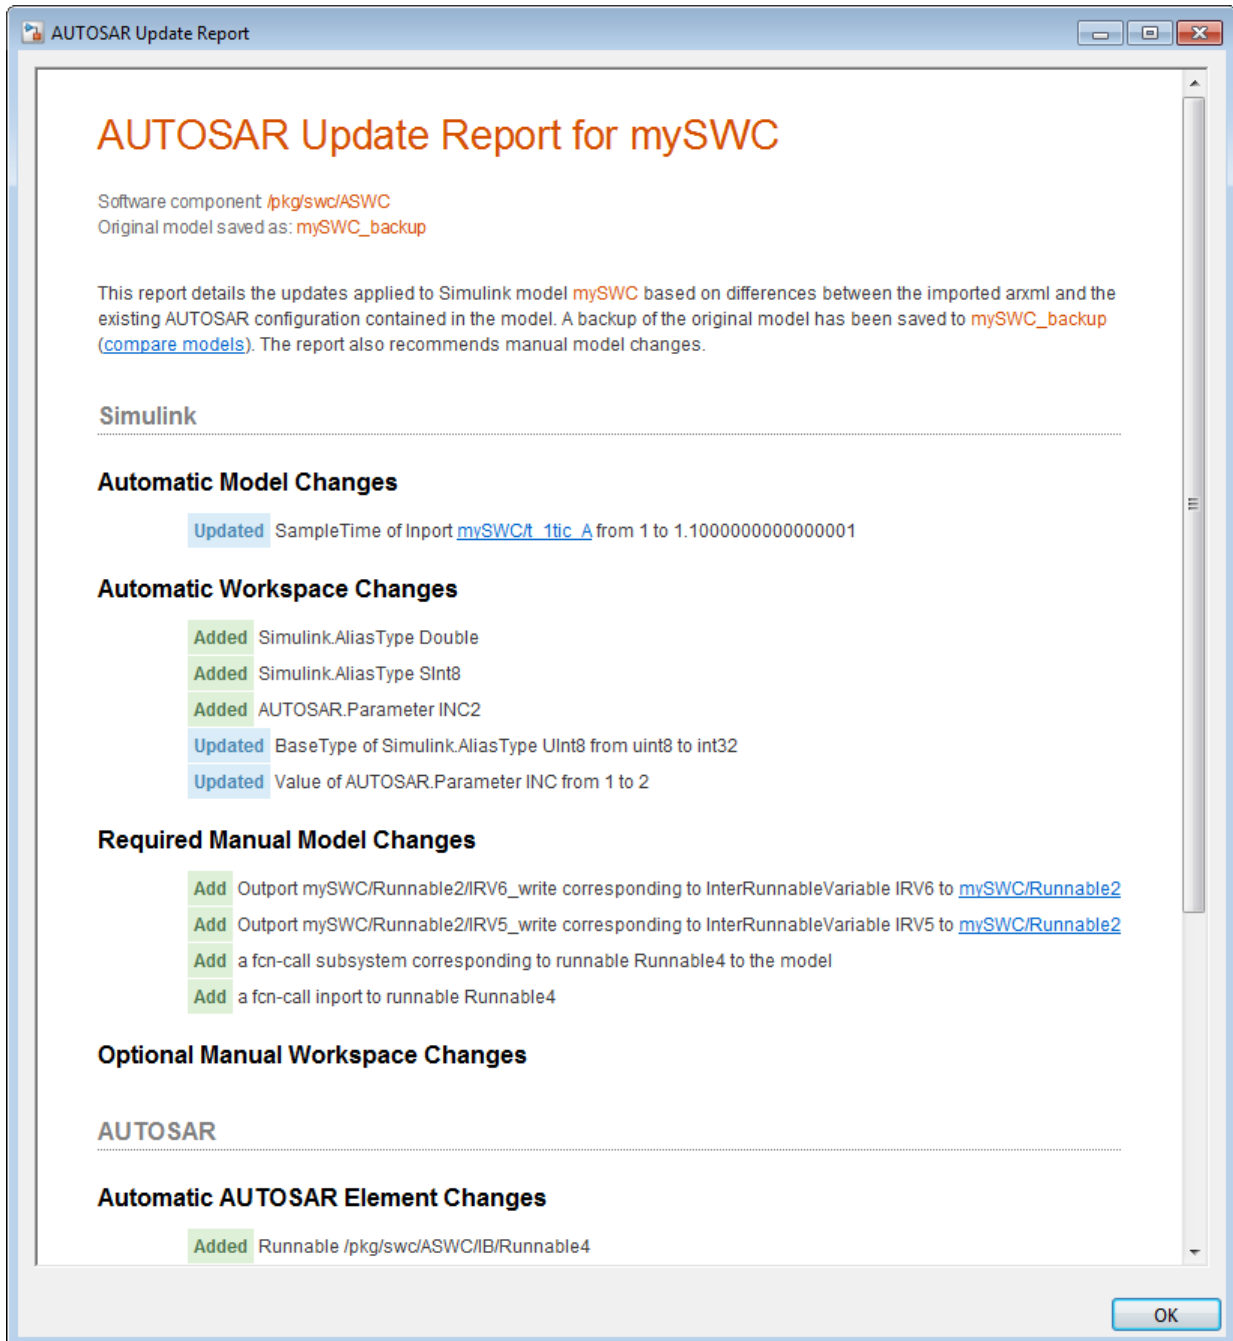 AUTOSAR Update Report
AUTOSAR Update Report for mySWC
Software component /pkg/swc/ASWC
Original model saved as: mySWC_backup
This report details the updates applied to Simulink model mySWC based on differences between the imported arxml and the
existing AUTOSAR configuration contained in the model. A backup of the original model has been saved to mySWC_backup
(compare models). The report also recommends manual model changes.
Simulink
Automatic Model Changes
Updated SampleTime of Inport mySWC/t_1tic_A from 1 to 1.1000000000000001
Automatic Workspace Changes
Added Simulink.AliasType Double
Added Simulink.AliasType SInt8
Added AUTOSAR.Parameter INC2
Updated BaseType of Simulink.AliasType UInt8 from uint8 to int32
Updated Value of AUTOSAR.Parameter INC from 1 to 2
Required Manual Model Changes
Add Outport mySWC/Runnable2/IRV6_write corresponding to InterRunnableVariable IRV6 to mySWC/Runnable2
Add Outport mySWC/Runnable2/IRV5_write corresponding to InterRunnableVariable IRV5 to mySWC/Runnable2
Add a fcn-call subsystem corresponding to runnable Runnable4 to the model
Add a fcn-call inport to runnable Runnable4
Optional Manual Workspace Changes
AUTOSAR
Automatic AUTOSAR Element Changes
Added Runnable /pkg/swc/ASWC/IB/Runnable4
OK